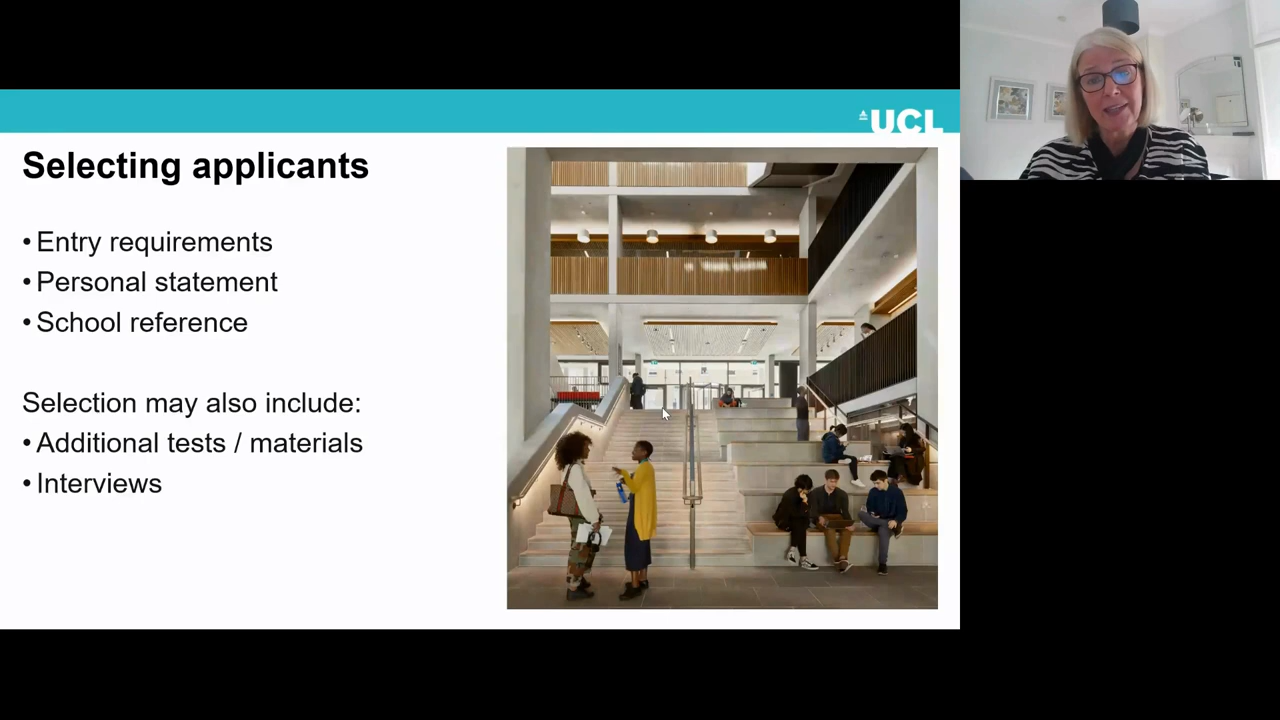 UCL
Selecting applicants
• Entry requirements
• Personal statement
• School reference
Selection may also include:
• Additional tests / materials
• Interviews